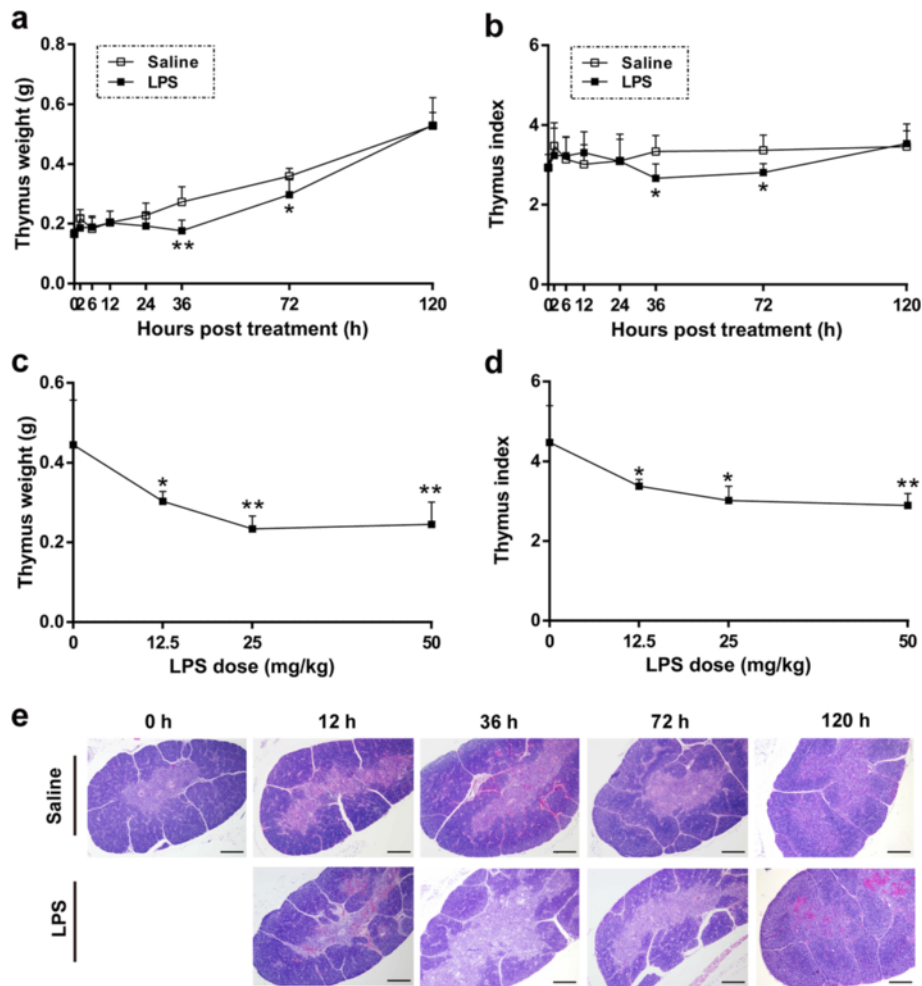 a
Thymus weight (g)
0.8
0.6
0.4
0.2
0.0
Saline
LPS
**
*
0 2 6 12 24 36 72 120
Hours post treatment (h)
b
Thymus index
6
4
2
0
Saline
LPS
*
*
0 2 6 12 24 36 72 120
Hours post treatment (h)
c
Thymus weight (g)
0.6
0.4
0.2
0.0
*
**
**
0 12.5 25 50
LPS dose (mg/kg)
d
Thymus index
6
4
2
0
*
*
**
0 12.5 25 50
LPS dose (mg/kg)
e
0 h 12 h 36 h 72 h 120 h
Saline
LPS